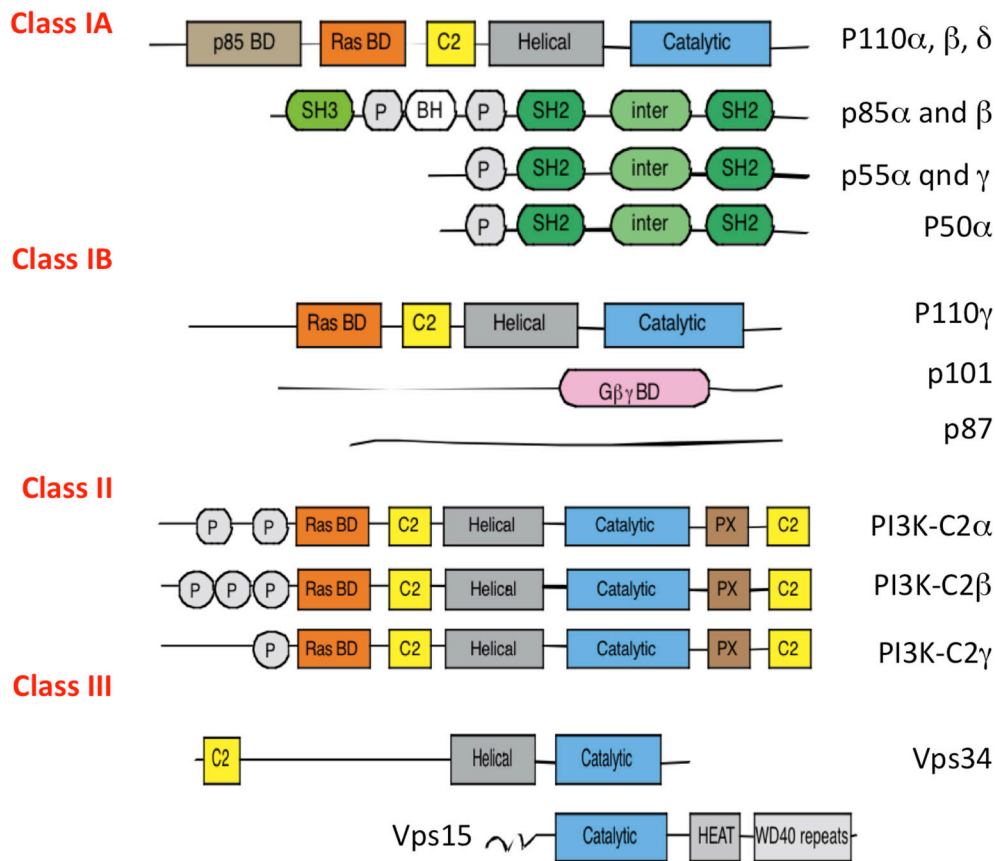 Class IA
p85 BD Ras BD C2 Helical Catalytic P110α, β, δ
SH3 P BH P SH2 inter SH2 p85α and β
P SH2 inter SH2 p55α qnd γ
P SH2 inter SH2 P50α
Class IB
Ras BD C2 Helical Catalytic P110γ
GβγBD p101
p87
Class II
P P Ras BD C2 Helical Catalytic PX C2 PI3K-C2α
P P P Ras BD C2 Helical Catalytic PX C2 PI3K-C2β
P Ras BD C2 Helical Catalytic PX C2 PI3K-C2γ
Class III
C2 Helical Catalytic Vps34
Vps15 Catalytic HEAT WD40 repeats